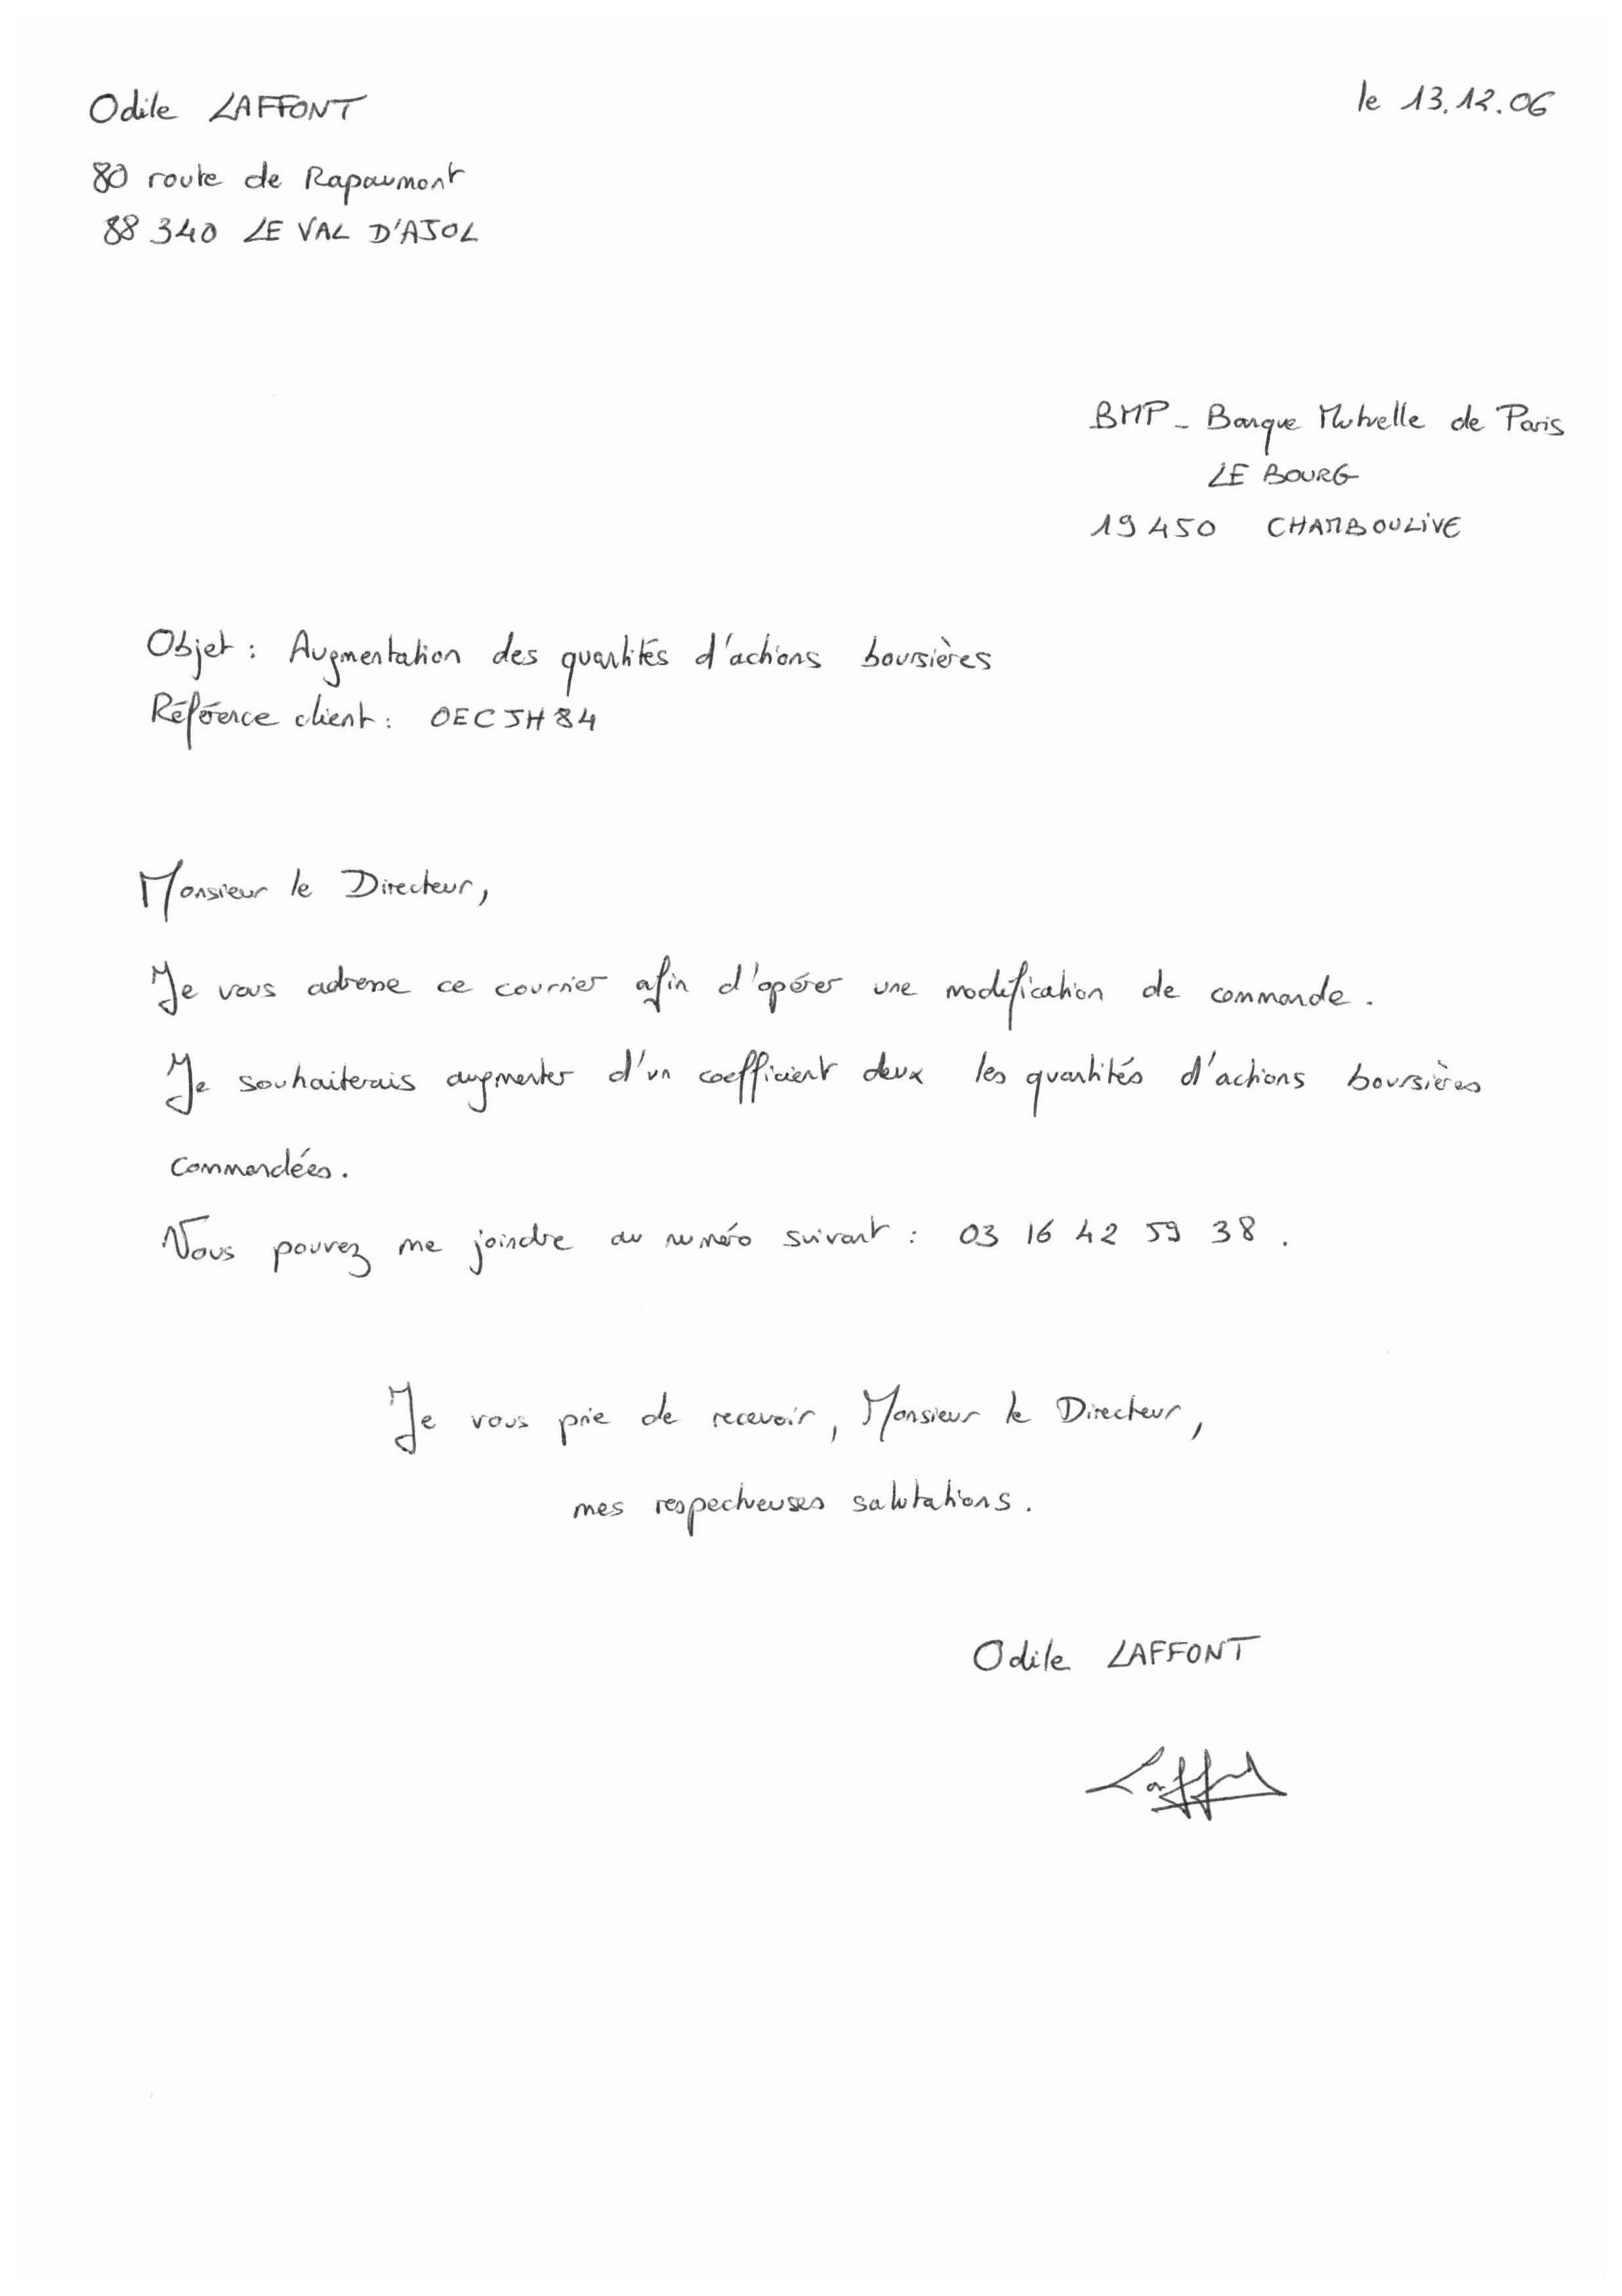 Odile LAFFONT
le 13.12.06
80 route de Rapaumont
88 340 LE VAL D'AJOL
BMP - Banque Mutuelle de Paris
LE BOURG
19 450 CHAMBOULIVE
Objet : Augmentation des quantités d'actions boursières
Référence client : OECJH84
Monsieur le Directeur,
Je vous adresse ce courrier afin d'opérer une modification de commande.
Je souhaiterais augmenter d'un coefficient deux les quantités d'actions boursières
commandées.
Vous pouvez me joindre au numéro suivant : 03 16 42 59 38.
Je vous prie de recevoir, Monsieur le Directeur,
mes respectueuses salutations.
Odile LAFFONT
Laffont